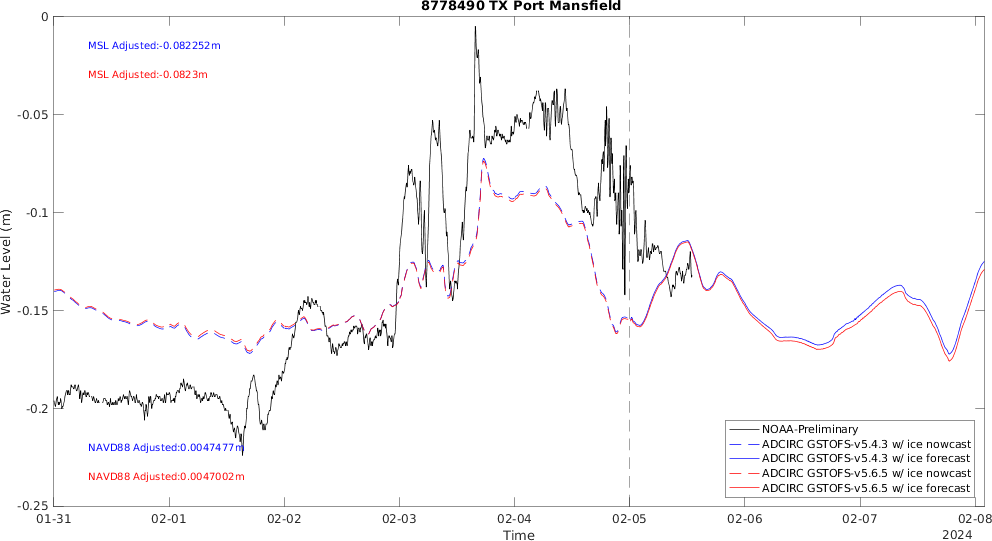 8778490 TX Port Mansfield
0
MSL Adjusted:-0.082252m
MSL Adjusted:-0.0823m
-0.05
-0.1
-0.15
-0.2
-0.25
Water Level (m)
NAVD88 Adjusted:0.0047477m
NAVD88 Adjusted:0.0047002m
NOAA-Preliminary
ADCIRC GSTOFS-v5.4.3 w/ ice nowcast
ADCIRC GSTOFS-v5.4.3 w/ ice forecast
ADCIRC GSTOFS-v5.6.5 w/ ice nowcast
ADCIRC GSTOFS-v5.6.5 w/ ice forecast
01-31 02-01 02-02 02-03 02-04 02-05 02-06 02-07 02-08
Time
2024